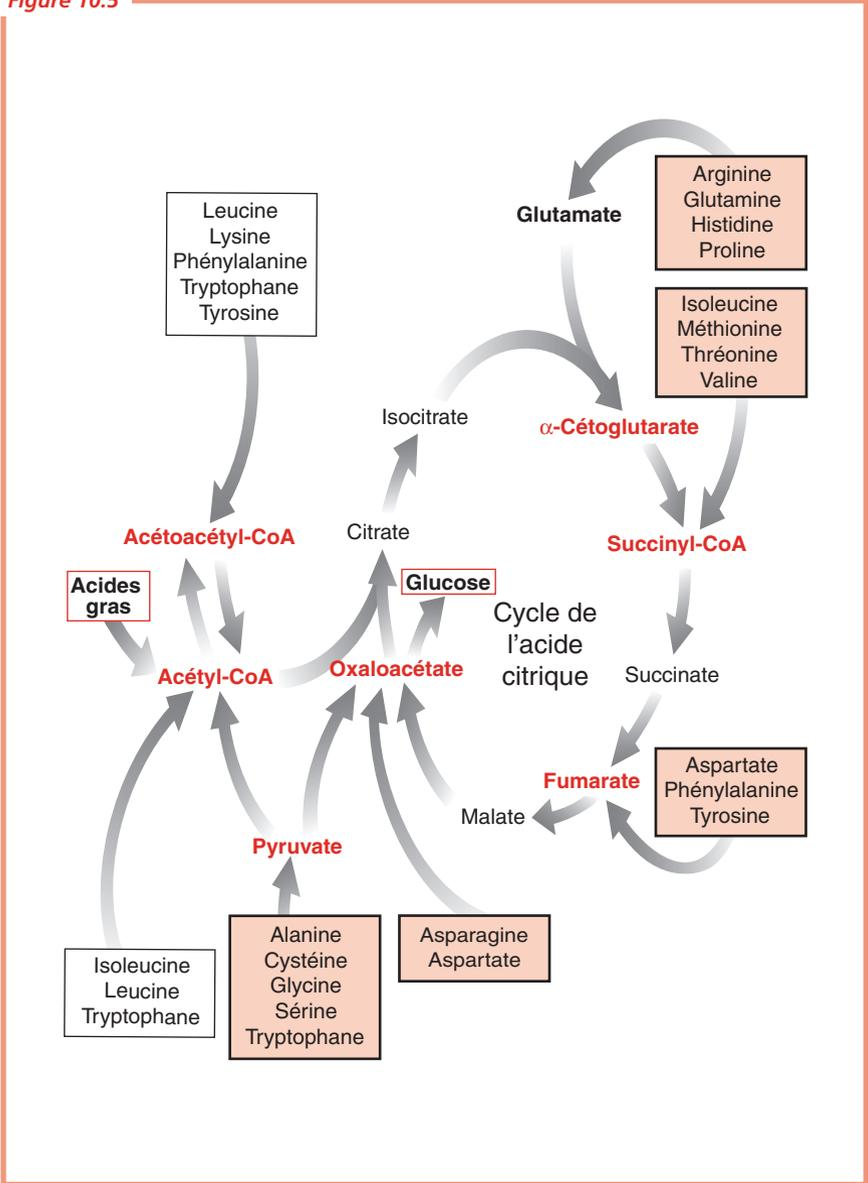 Figure 10.5
Arginine
Glutamine
Histidine
Proline
Glutamate
Leucine
Lysine
Phénylalanine
Tryptophane
Tyrosine
Isoleucine
Méthionine
Thréonine
Valine
Isocitrate
α-Cétoglutarate
Acétoacétyl-CoA
Citrate
Succinyl-CoA
Acides
gras
Glucose
Cycle de
l'acide
citrique
Acétyl-CoA
Oxaloacétate
Succinate
Fumarate
Aspartate
Phénylalanine
Tyrosine
Malate
Pyruvate
Isoleucine
Leucine
Tryptophane
Alanine
Cystéine
Glycine
Sérine
Tryptophane
Asparagine
Aspartate